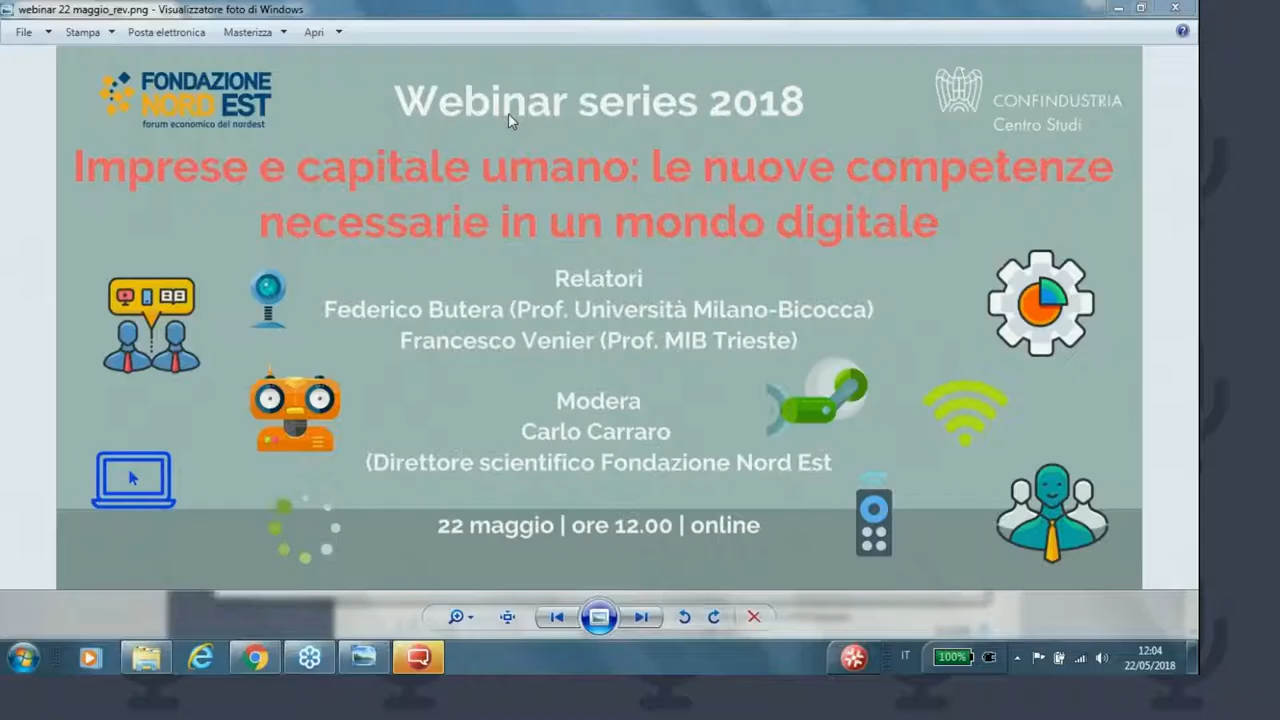 webinar 22 maggio_rev.png - Visualizzatore foto di Windows
File Stampa Posta elettronica Masterizza Apri
FONDAZIONE
NORD EST
forum economico del nordest
Webinar series 2018
CONFINDUSTRIA
Centro Studi
Imprese e capitale umano: le nuove competenze
necessarie in un mondo digitale
Relatori
Federico Butera (Prof. Università Milano-Bicocca)
Francesco Venier (Prof. MIB Trieste)
Modera
Carlo Carraro
(Direttore scientifico Fondazione Nord Est
22 maggio | ore 12.00 | online
IT
100%
12:04
22/05/2018